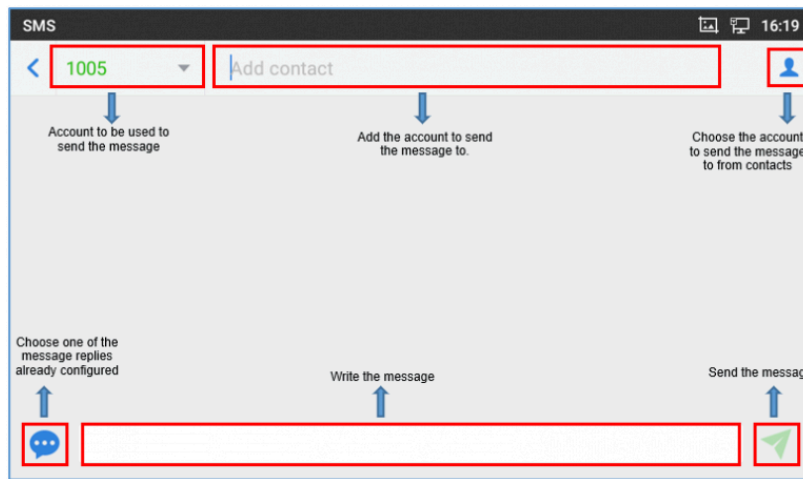 SMS 16:19
1005 Add contact
Account to be used to
send the message
Add the account to send
the message to.
Choose the account
to send the message
to from contacts
Choose one of the
message replies
already configured
Write the message
Send the messag